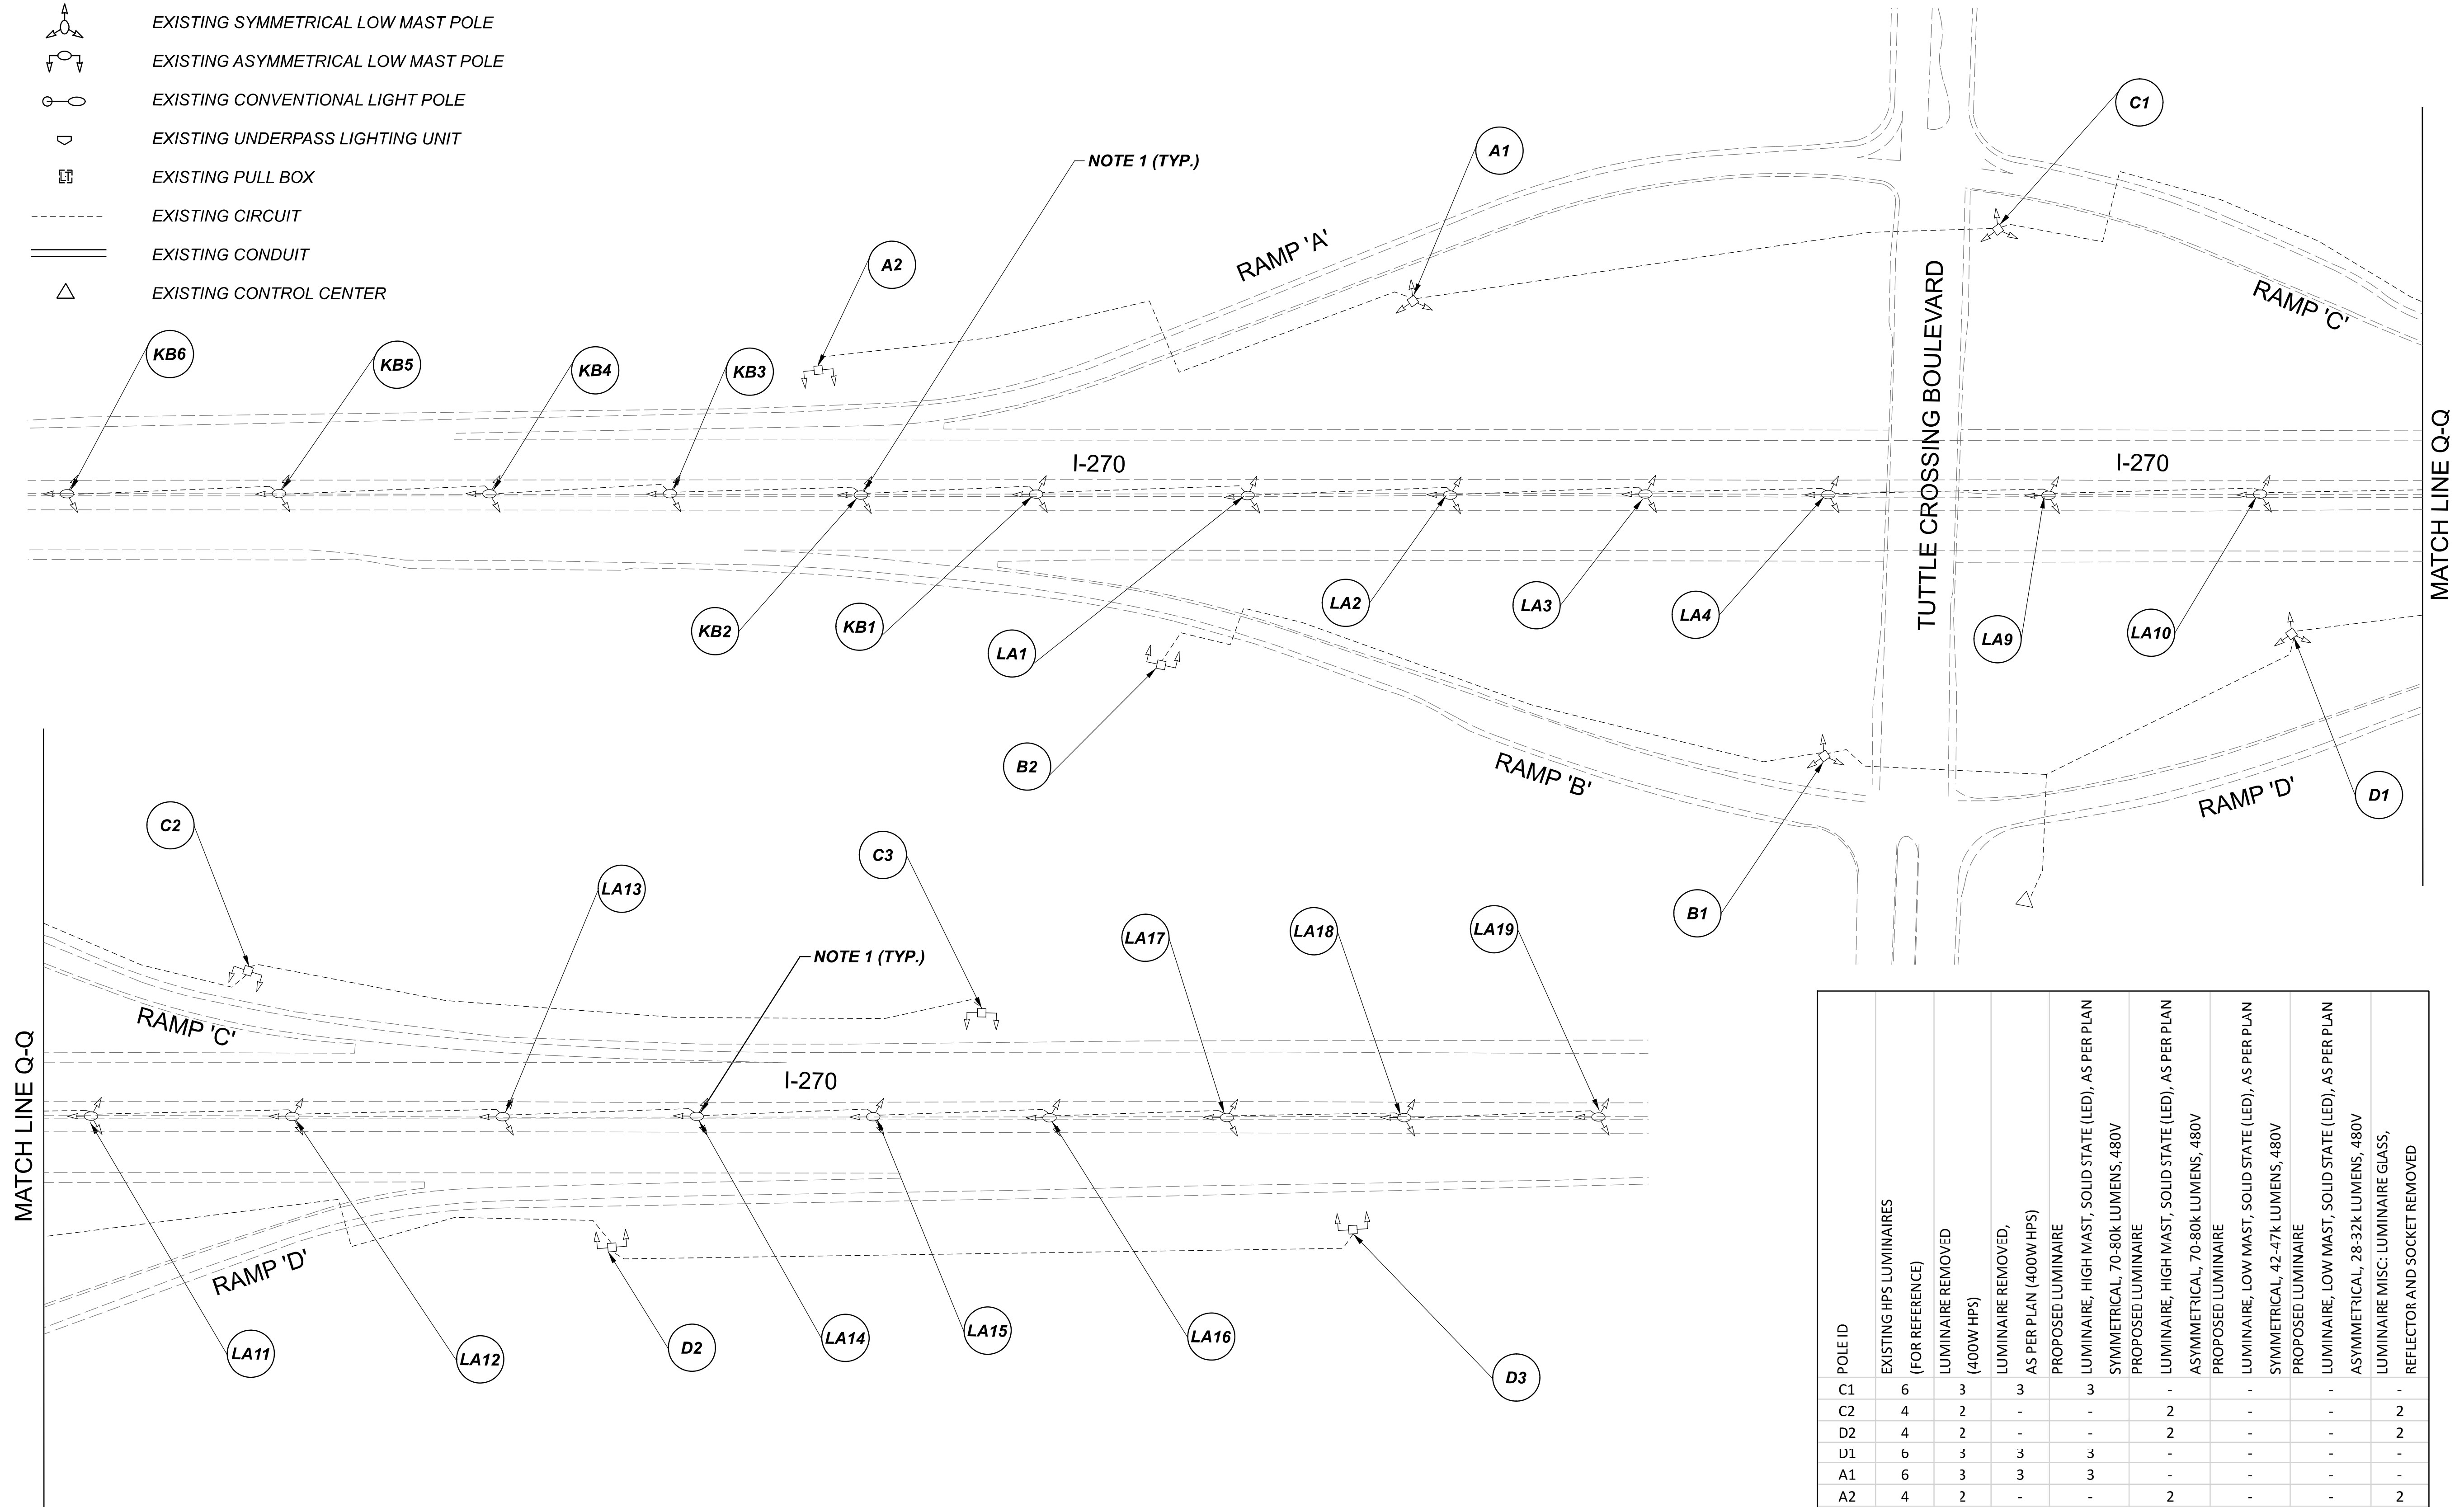 EXISTING SYMMETRICAL LOW MAST POLE
EXISTING ASYMMETRICAL LOW MAST POLE
EXISTING CONVENTIONAL LIGHT POLE
EXISTING UNDERPASS LIGHTING UNIT
EXISTING PULL BOX
EXISTING CIRCUIT
EXISTING CONDUIT
EXISTING CONTROL CENTER
C1
A1
NOTE 1 (TYP.)
A2
RAMP 'A'
RAMP 'C'
KB6
KB5
KB4
KB3
I-270
I-270
TUTTLE CROSSING BOULEVARD
MATCH LINE Q-Q
KB2
KB1
LA1
LA2
LA3
LA4
LA9
LA10
B2
RAMP 'B'
RAMP 'D'
D1
B1
C2
LA13
C3
NOTE 1 (TYP.)
LA17
LA18
LA19
RAMP 'C'
I-270
MATCH LINE Q-Q
RAMP 'D'
LA11
LA12
D2
LA14
LA15
LA16
D3
POLE ID
EXISTING HPS LUMINAIRES
(FOR REFERENCE)
LUMINAIRE REMOVED
(400W HPS)
LUMINAIRE REMOVED,
AS PER PLAN (400W HPS)
PROPOSED LUMINAIRE
LUMINAIRE, HIGH MAST, SOLID STATE (LED), AS PER PLAN
SYMMETRICAL, 70-80k LUMENS, 480V
PROPOSED LUMINAIRE
LUMINAIRE, HIGH MAST, SOLID STATE (LED), AS PER PLAN
ASYMMETRICAL, 70-80k LUMENS, 480V
PROPOSED LUMINAIRE
LUMINAIRE, LOW MAST, SOLID STATE (LED), AS PER PLAN
SYMMETRICAL, 42-47k LUMENS, 480V
PROPOSED LUMINAIRE
LUMINAIRE, LOW MAST, SOLID STATE (LED), AS PER PLAN
ASYMETRICAL, 28-32k LUMENS, 480V
LUMINAIRE MISC: LUMINAIRE GLASS,
REFLECTOR AND SOCKET REMOVED
C1 6 3 3 3 - - - -
C2 4 2 - - 2 - - 2
D2 4 2 - - 2 - - 2
D1 6 3 3 3 - - - -
A1 6 3 3 3 - - - -
A2 4 2 - - 2 - - 2